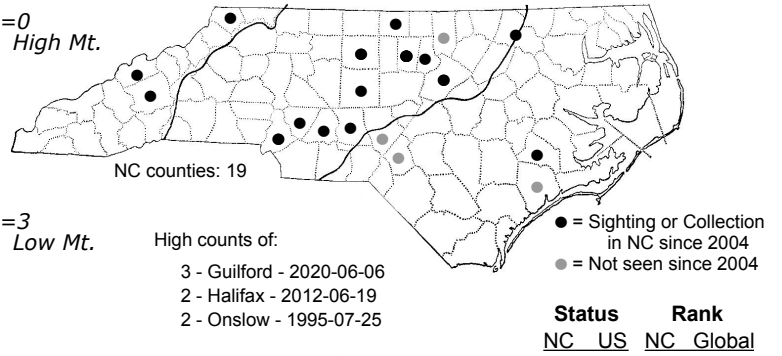 =0
High Mt.
NC counties: 19
=3
Low Mt.
High counts of:
3 - Guilford - 2020-06-06
2 - Halifax - 2012-06-19
2 - Onslow - 1995-07-25
= Sighting or Collection
in NC since 2004
= Not seen since 2004
Status Rank
NC US NC Global